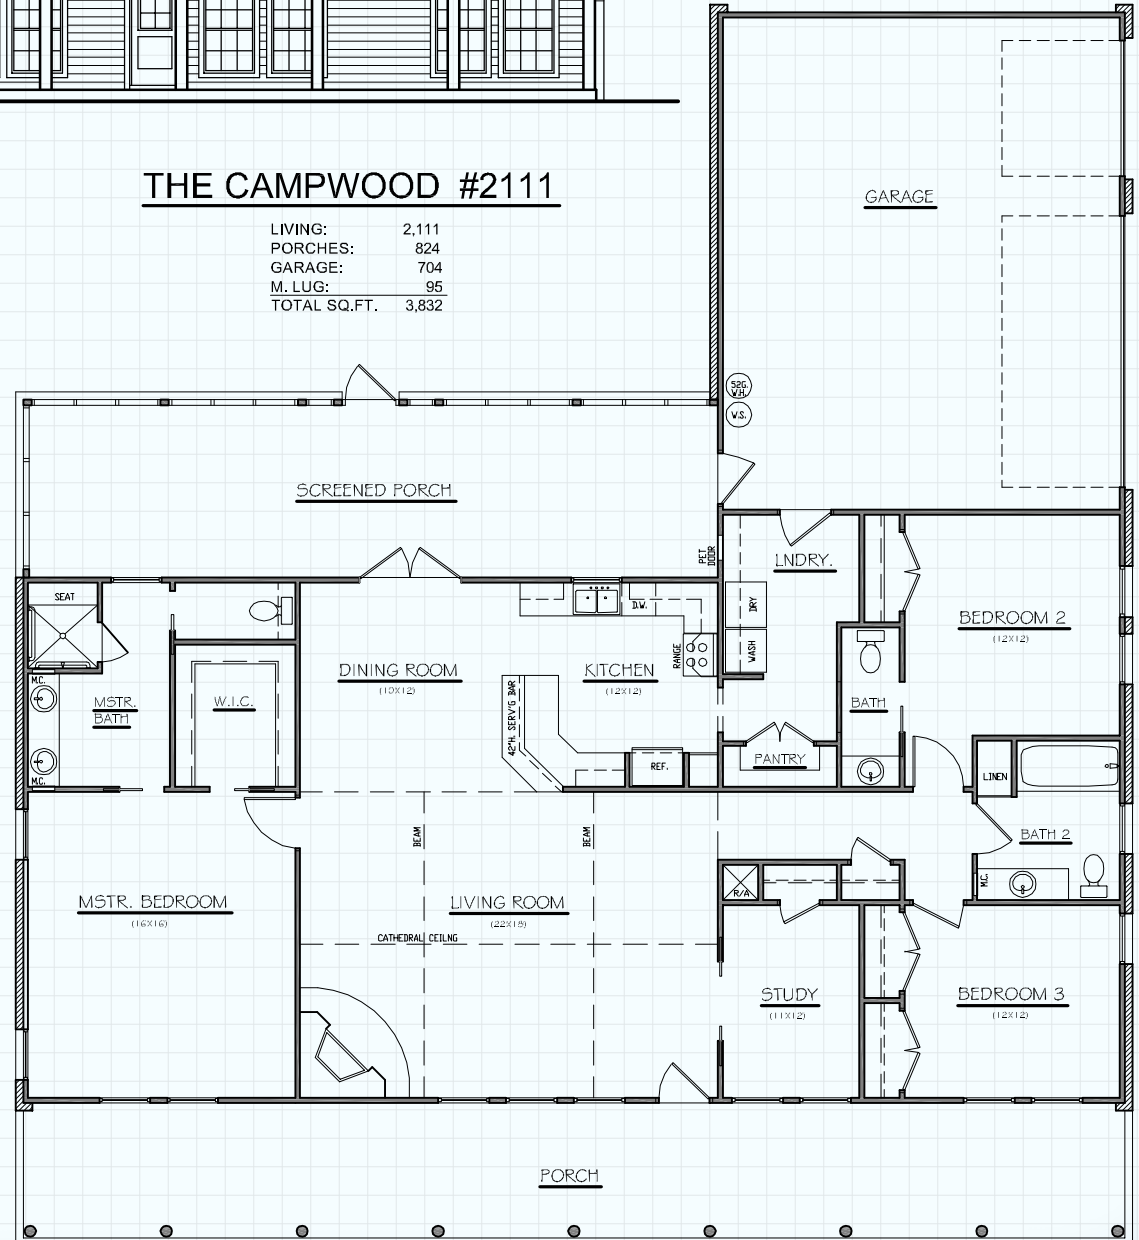 THE CAMPWOOD #2111
LIVING: 2,111
PORCHES: 824
GARAGE: 704
M. LUG: 95
TOTAL SQ.FT. 3,832
GARAGE
52G.
W.H.
W.S.
SCREENED PORCH
PET
DOOR
LNDRY.
DRY
WASH
BEDROOM 2
(12X12)
SEAT
M.C.
MSTR.
BATH
M.C.
W.I.C.
DINING ROOM
(10X12)
KITCHEN
(12X12)
D.W.
RANGE
42"H. SERV'G BAR
REF.
PANTRY
BATH
LINEN
BATH 2
M.C.
BEAM
BEAM
MSTR. BEDROOM
(16X16)
LIVING ROOM
(22X18)
CATHEDRAL CEILNG
R/A
STUDY
(11X12)
BEDROOM 3
(12X12)
PORCH